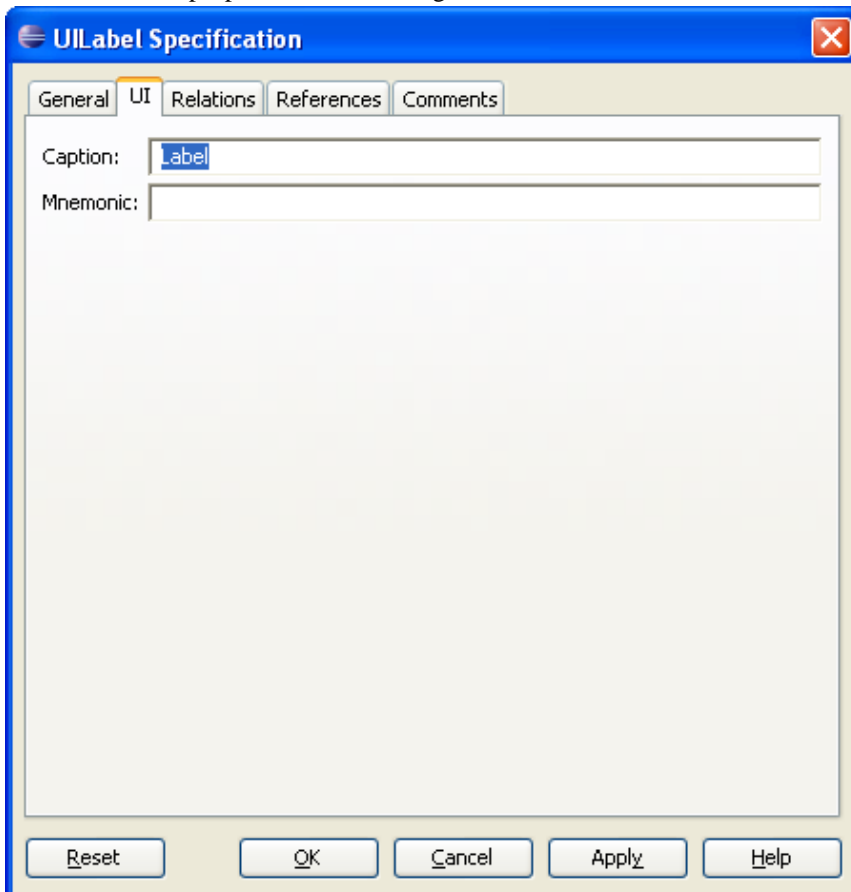 UILabel Specification
General UI Relations References Comments
Caption: Label
Mnemonic:
Reset OK Cancel Apply Help